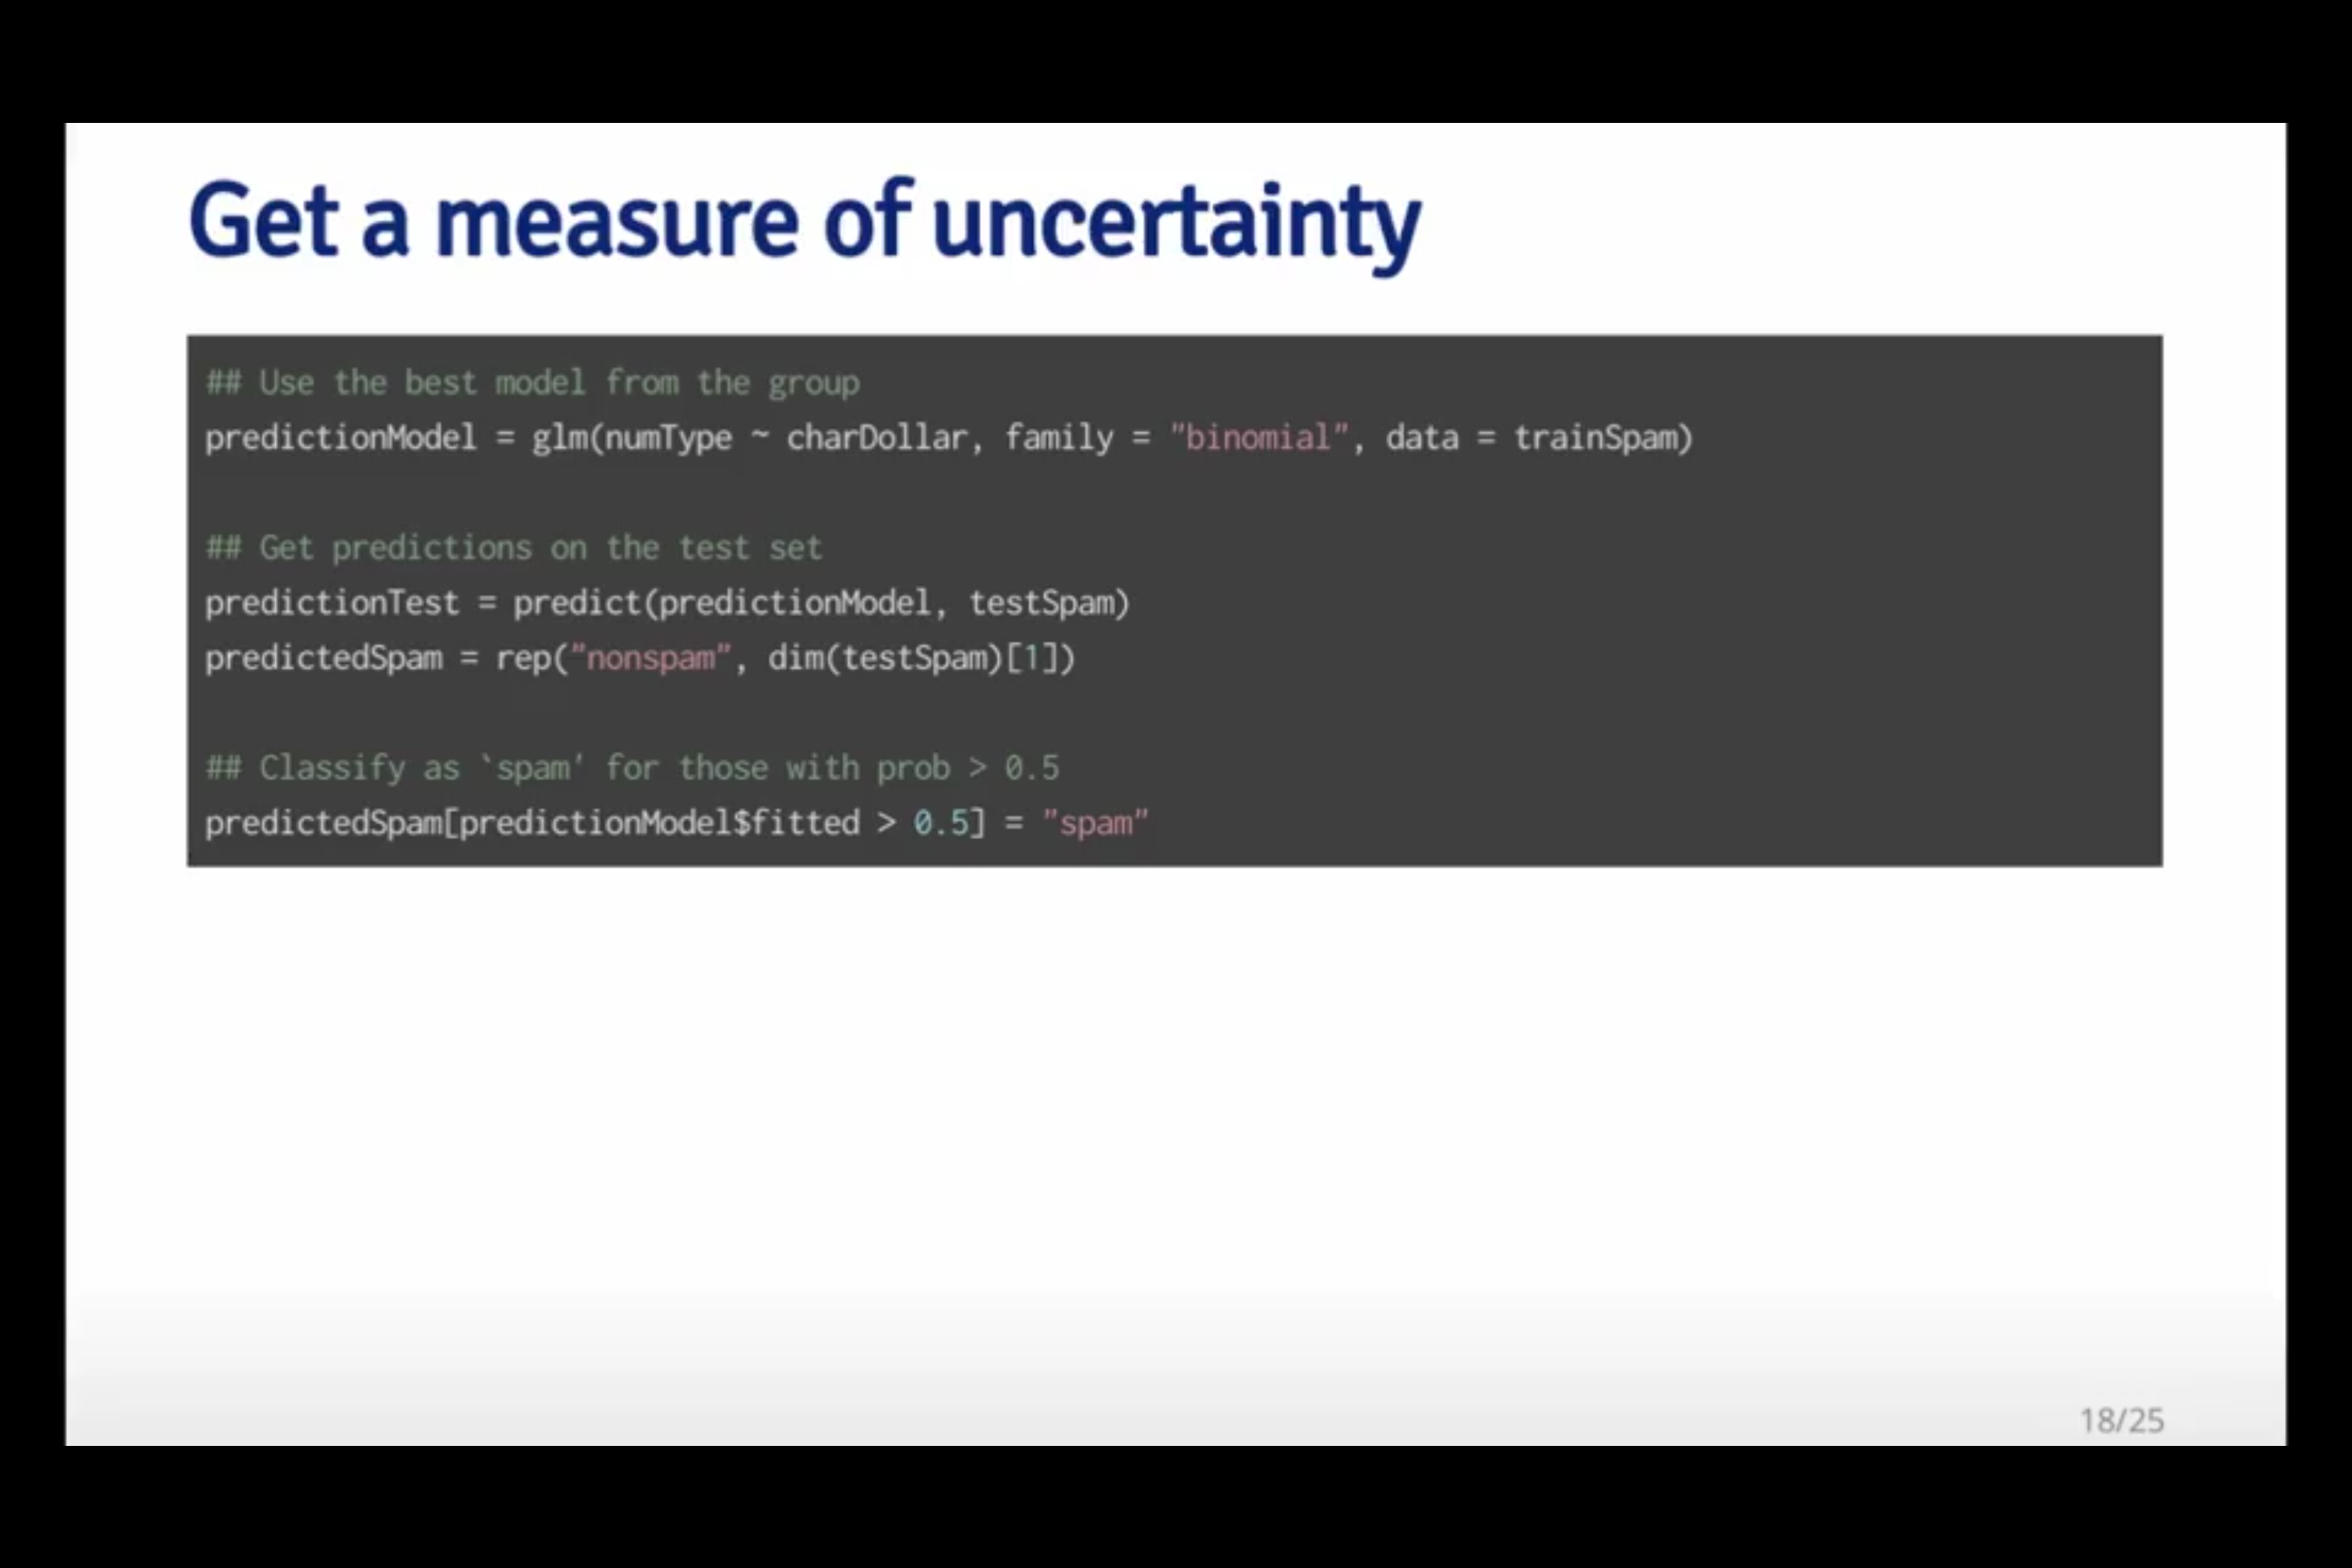 Get a measure of uncertainty
## Use the best model from the group
predictionModel = glm(numType ~ charDollar, family = "binomial", data = trainSpam)
## Get predictions on the test set
predictionTest = predict(predictionModel, testSpam)
predictedSpam = rep("nonspam", dim(testSpam)[1])
## Classify as `spam' for those with prob > 0.5
predictedSpam[predictionModel$fitted > 0.5] = "spam"
18/25